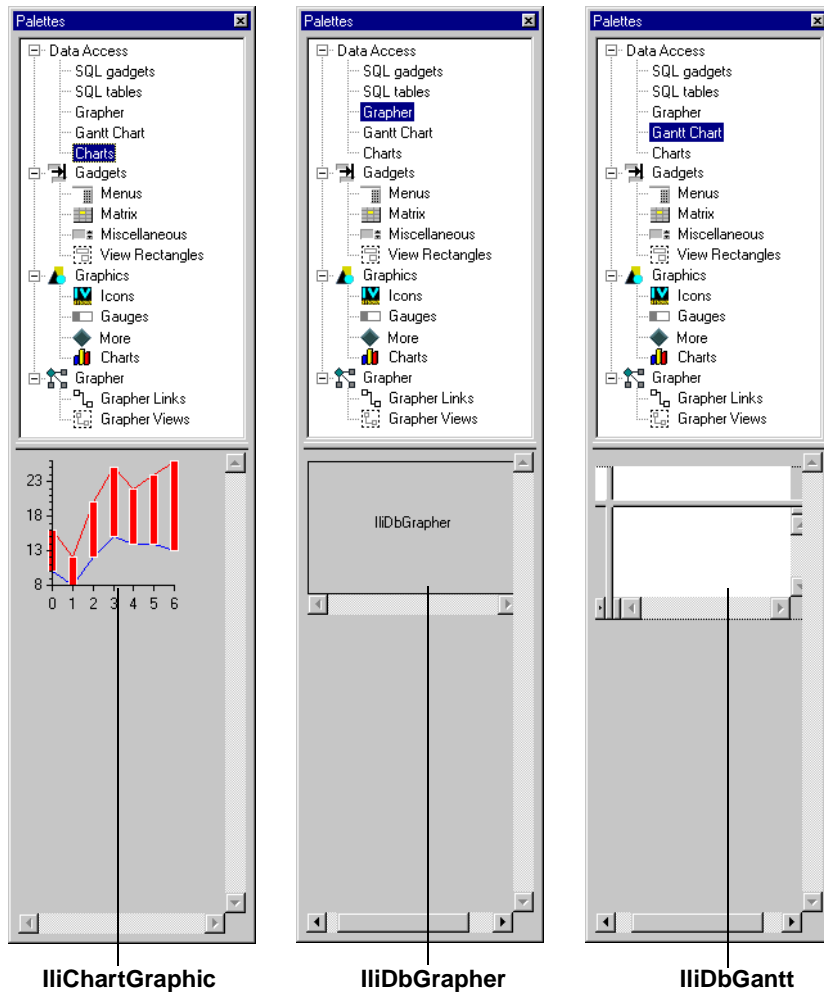 Palettes
Data Access
SQL gadgets
SQL tables
Grapher
Gantt Chart
Charts
Gadgets
Menus
Matrix
Miscellaneous
View Rectangles
Graphics
Icons
Gauges
More
Charts
Grapher
Grapher Links
Grapher Views
23
18
13
8
0 1 2 3 4 5 6
IliChartGraphic
Palettes
Data Access
SQL gadgets
SQL tables
Grapher
Gantt Chart
Charts
Gadgets
Menus
Matrix
Miscellaneous
View Rectangles
Graphics
Icons
Gauges
More
Charts
Grapher
Grapher Links
Grapher Views
IliDbGrapher
IliDbGrapher
Palettes
Data Access
SQL gadgets
SQL tables
Grapher
Gantt Chart
Charts
Gadgets
Menus
Matrix
Miscellaneous
View Rectangles
Graphics
Icons
Gauges
More
Charts
Grapher
Grapher Links
Grapher Views
IliDbGantt